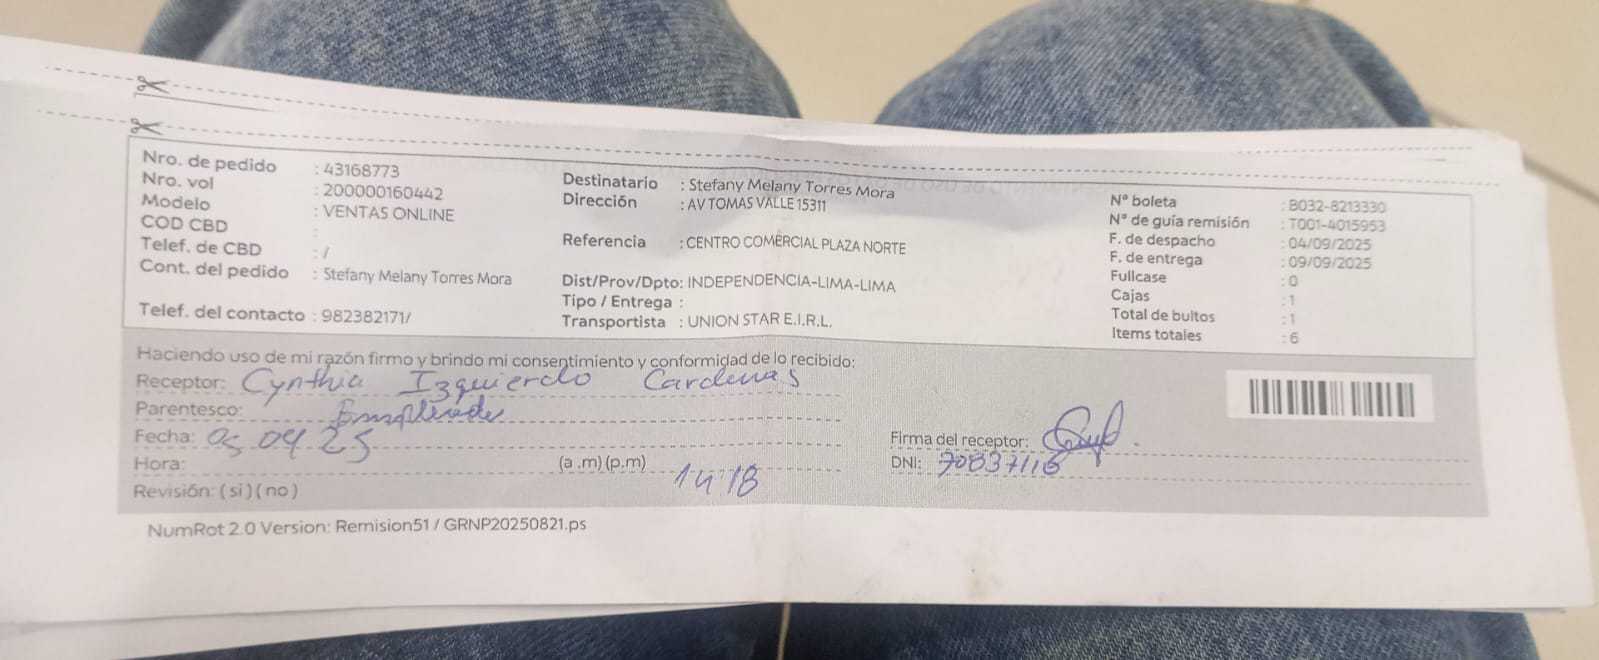 Nro. de pedido : 43168773
Nro. vol : 200000160442
Modelo : VENTAS ONLINE
COD CBD :
Telef. de CBD : /
Cont. del pedido : Stefany Melany Torres Mora
Telef. del contacto : 982382171/
Destinatario : Stefany Melany Torres Mora
Dirección : AV TOMAS VALLE 15311
Referencia : CENTRO COMERCIAL PLAZA NORTE
Dist/Prov/Dpto: INDEPENDENCIA-LIMA-LIMA
Tipo / Entrega :
Transportista : UNION STAR E.I.R.L.
N° boleta : B032-8213330
N° de guía remisión : T001-4015953
F. de despacho : 04/09/2025
F. de entrega : 09/09/2025
Fullcase : 0
Cajas : 1
Total de bultos : 1
Items totales : 6
Haciendo uso de mi razón firmo y brindo mi consentimiento y conformidad de lo recibido:
Receptor: Cynthia Izquierdo Cardenas
Parentesco:
Fecha: 05 09 25
Hora: (a .m) (p.m) 14:18
Revisión: ( si ) ( no )
Firma del receptor:
DNI: 70837116
NumRot 2.0 Version: Remision51 / GRNP20250821.ps